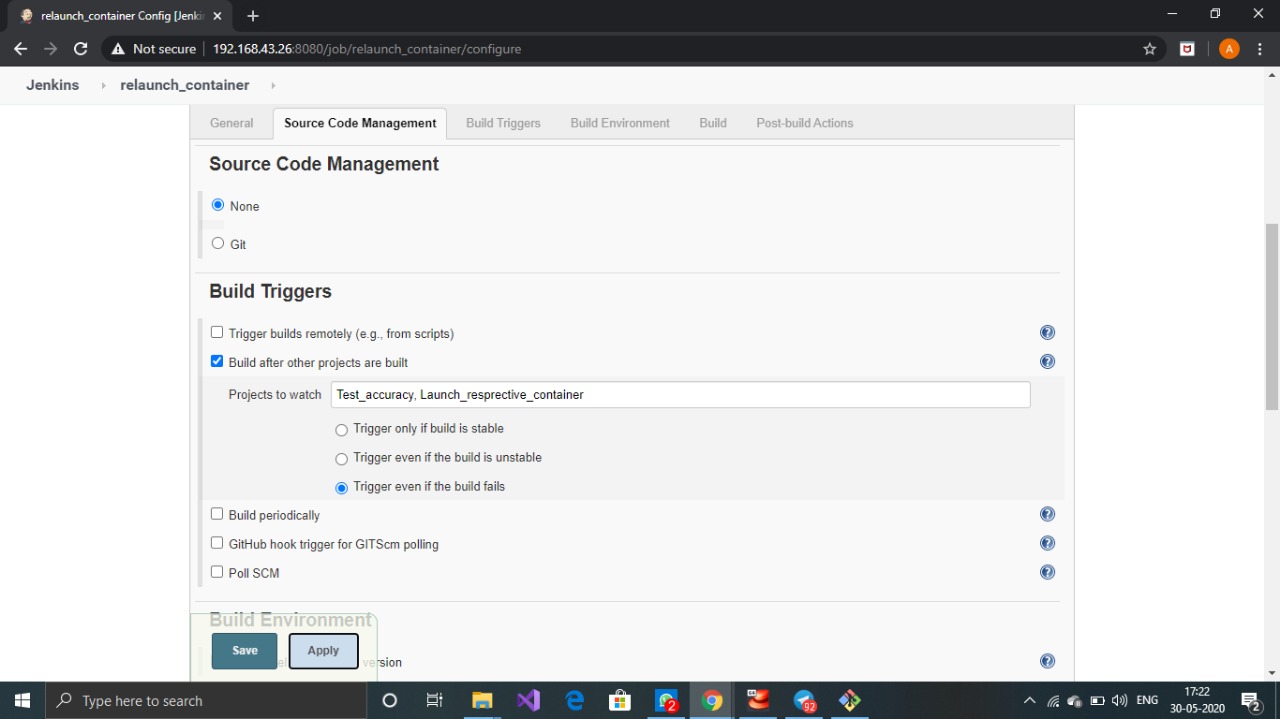 relaunch_container Config [Jenki
Not secure 192.168.43.26:8080/job/relaunch_container/configure
A
Jenkins relaunch_container
General Source Code Management Build Triggers Build Environment Build Post-build Actions
Source Code Management
None
Git
Build Triggers
Trigger builds remotely (e.g., from scripts)
Build after other projects are built
Projects to watch Test_accuracy, Launch_resprective_container
Trigger only if build is stable
Trigger even if the build is unstable
Trigger even if the build fails
Build periodically
GitHub hook trigger for GITScm polling
Poll SCM
Build Environment
Save Apply version
Type here to search
2
92
ENG
17:22
30-05-2020
2